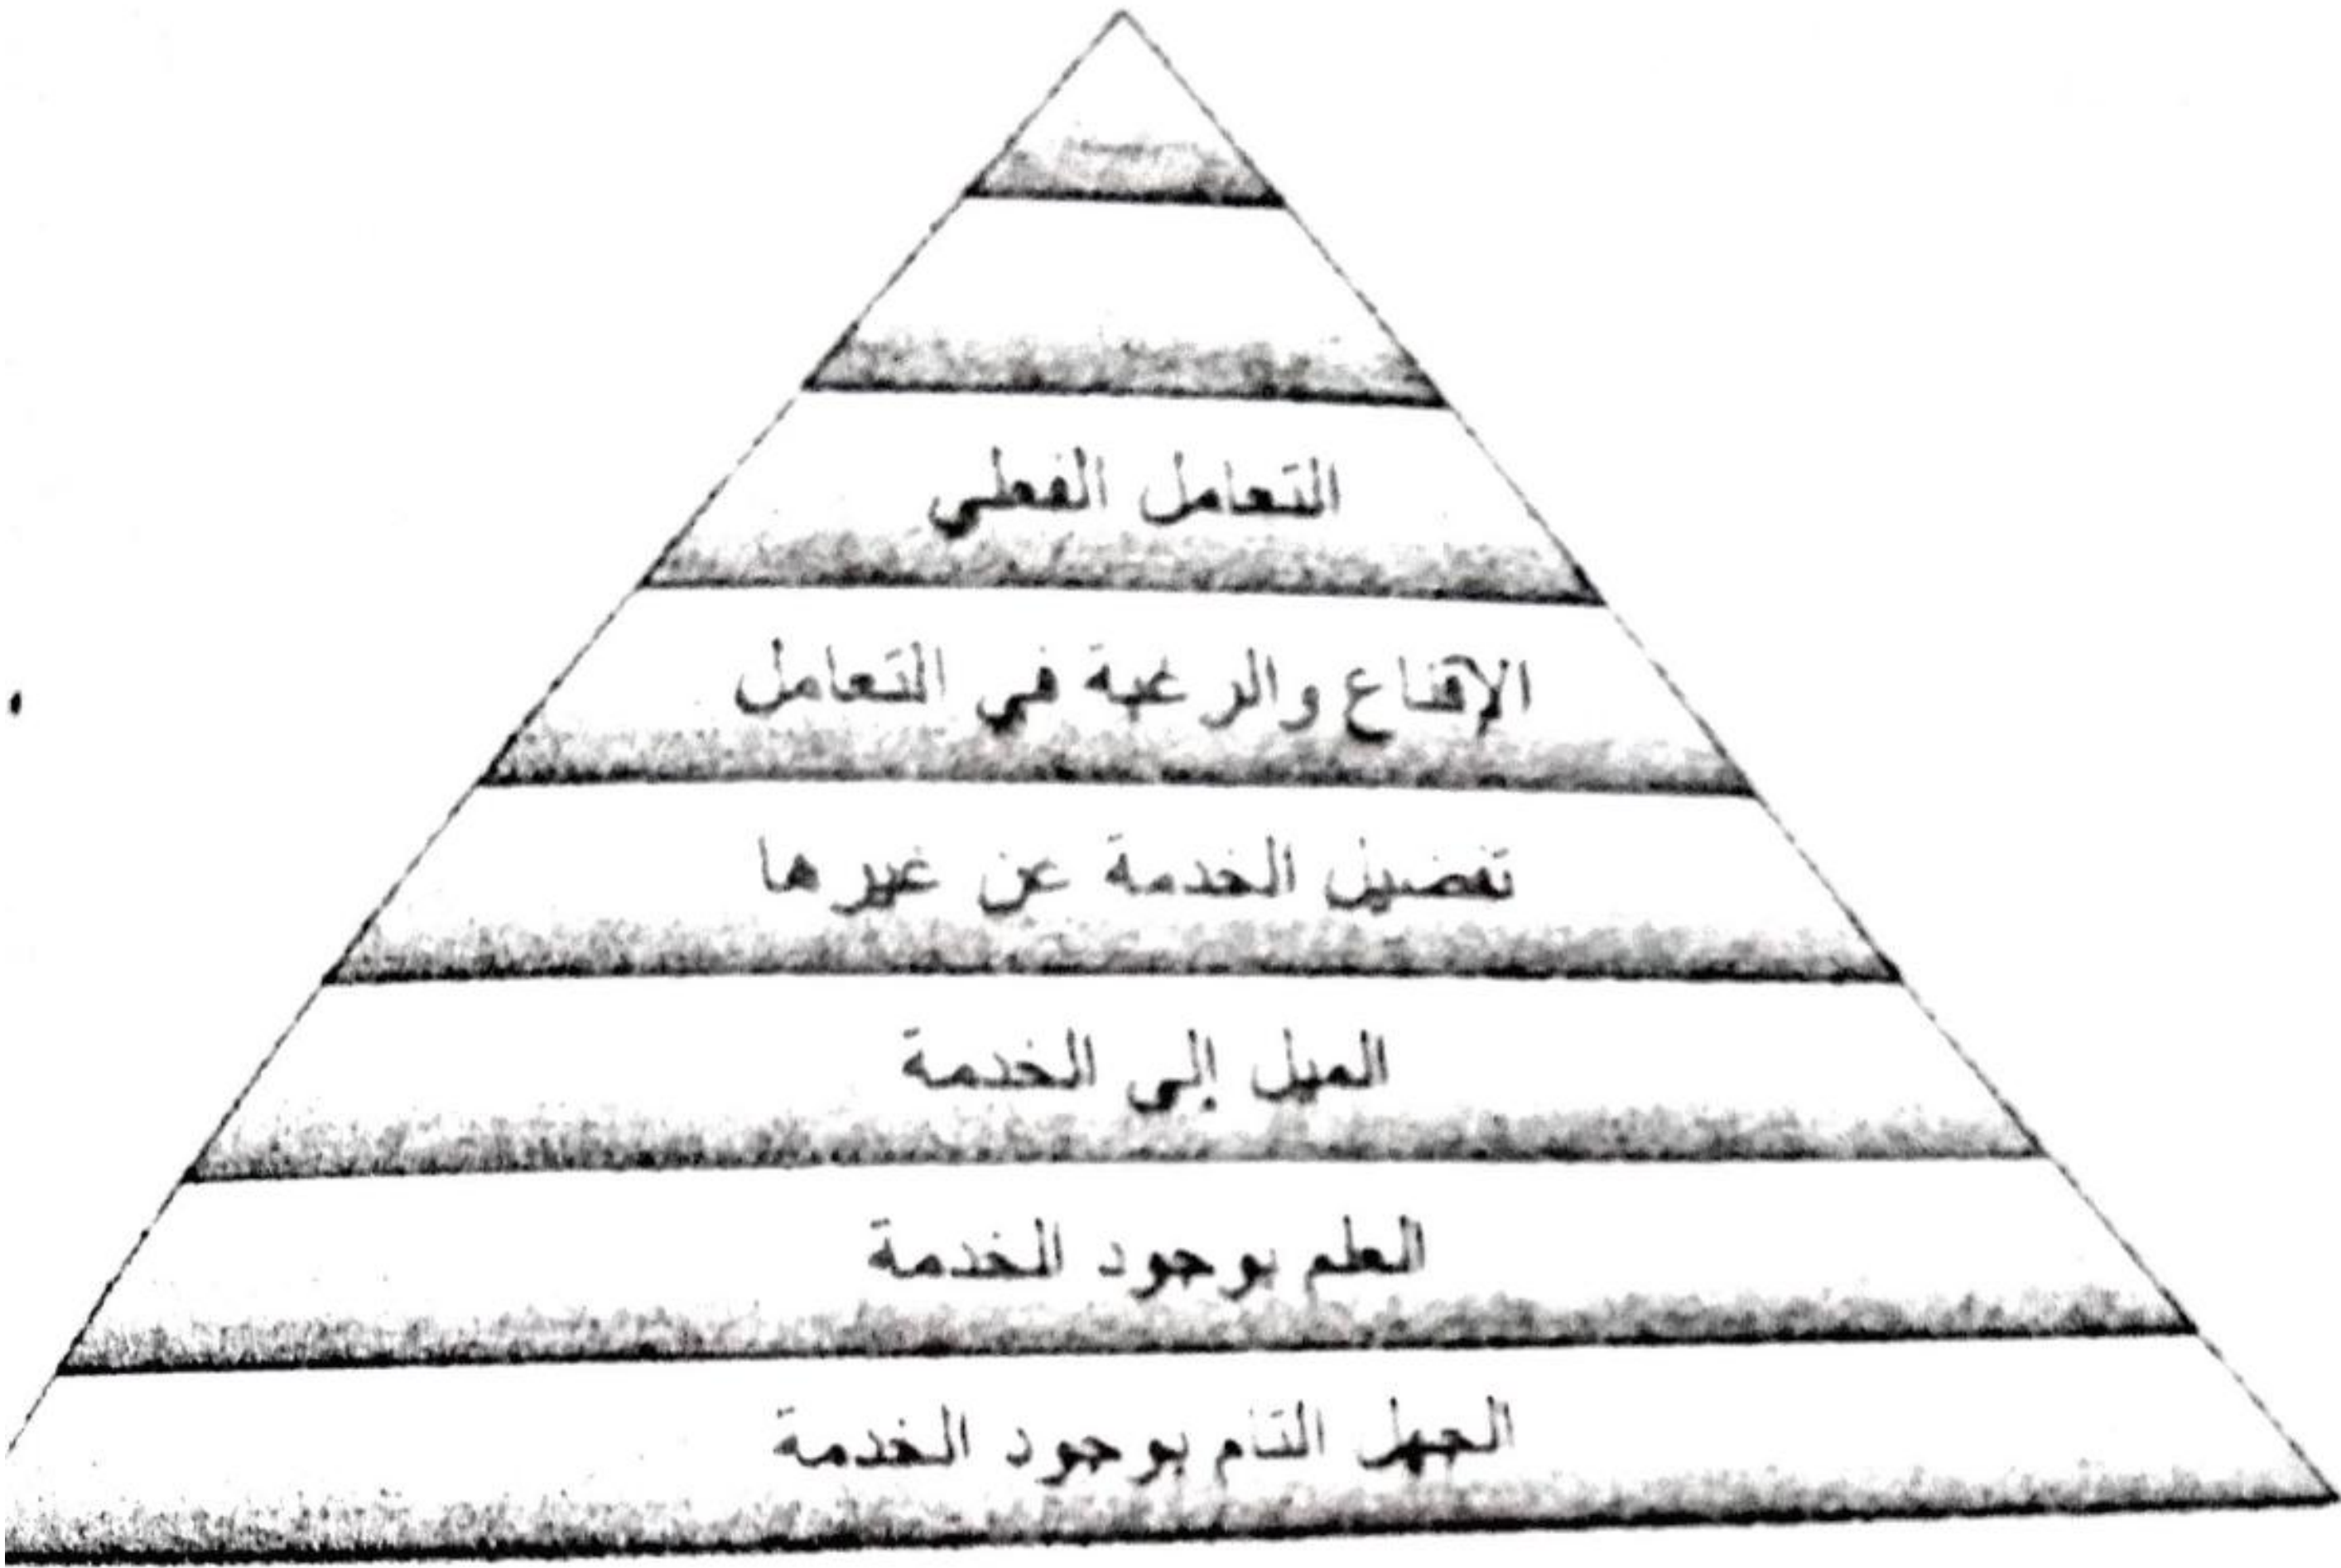 التعامل الفعلي
الإقناع والرغبة في التعامل
تفضيل الخدمة عن غيرها
الميل إلى الخدمة
العلم بوجود الخدمة
الجهل التام بوجود الخدمة